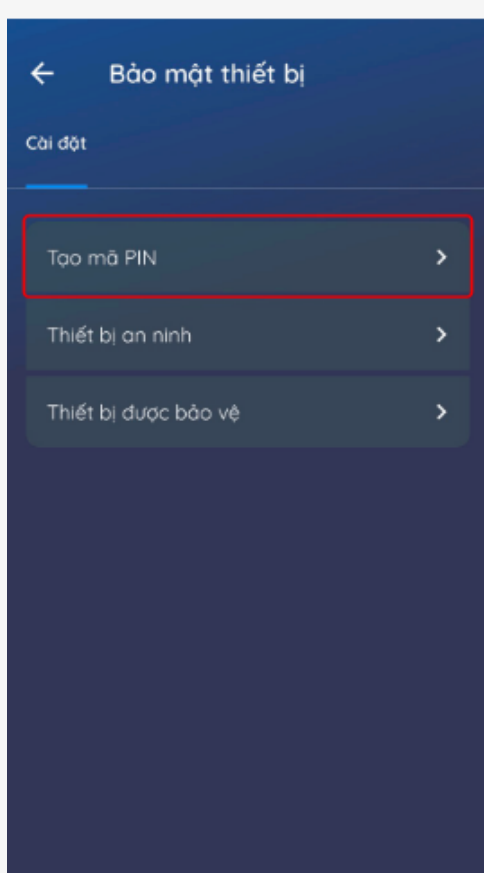 Bảo mật thiết bị
Cài đặt
Tạo mã PIN
Thiết bị an ninh
Thiết bị được bảo vệ